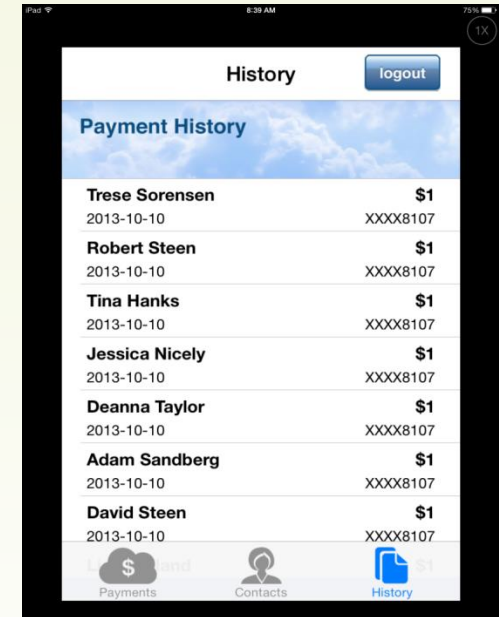 iPad 8:39 AM 75%
1X
History logout
Payment History
Trese Sorensen $1
2013-10-10 XXXX8107
Robert Steen $1
2013-10-10 XXXX8107
Tina Hanks $1
2013-10-10 XXXX8107
Jessica Nicely $1
2013-10-10 XXXX8107
Deanna Taylor $1
2013-10-10 XXXX8107
Adam Sandberg $1
2013-10-10 XXXX8107
David Steen $1
2013-10-10 XXXX8107
$ $1
Payments Contacts History